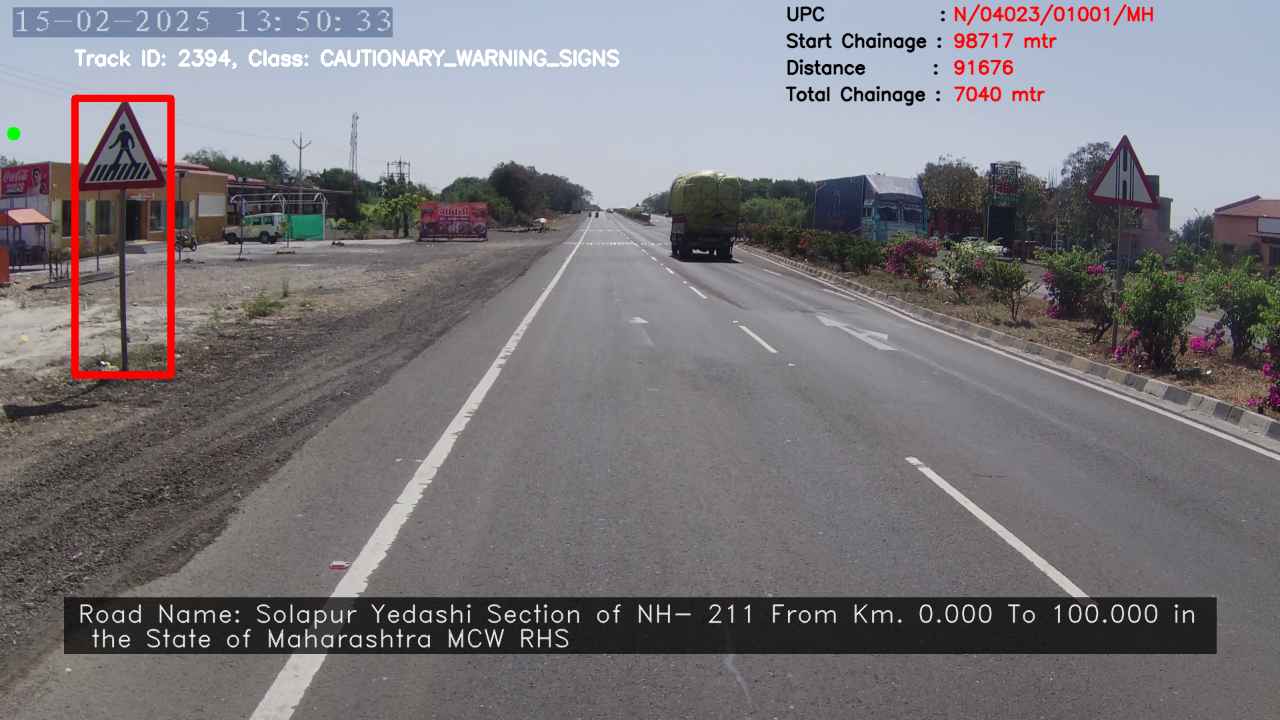 15-02-2025 13:50:33
Track ID: 2394, Class: CAUTIONARY_WARNING_SIGNS
UPC : N/04023/01001/MH
Start Chainage : 98717 mtr
Distance : 91676
Total Chainage : 7040 mtr
Coca-Cola
Road Name: Solapur Yedashi Section of NH- 211 From Km. 0.000 To 100.000 in
the State of Maharashtra MCW RHS